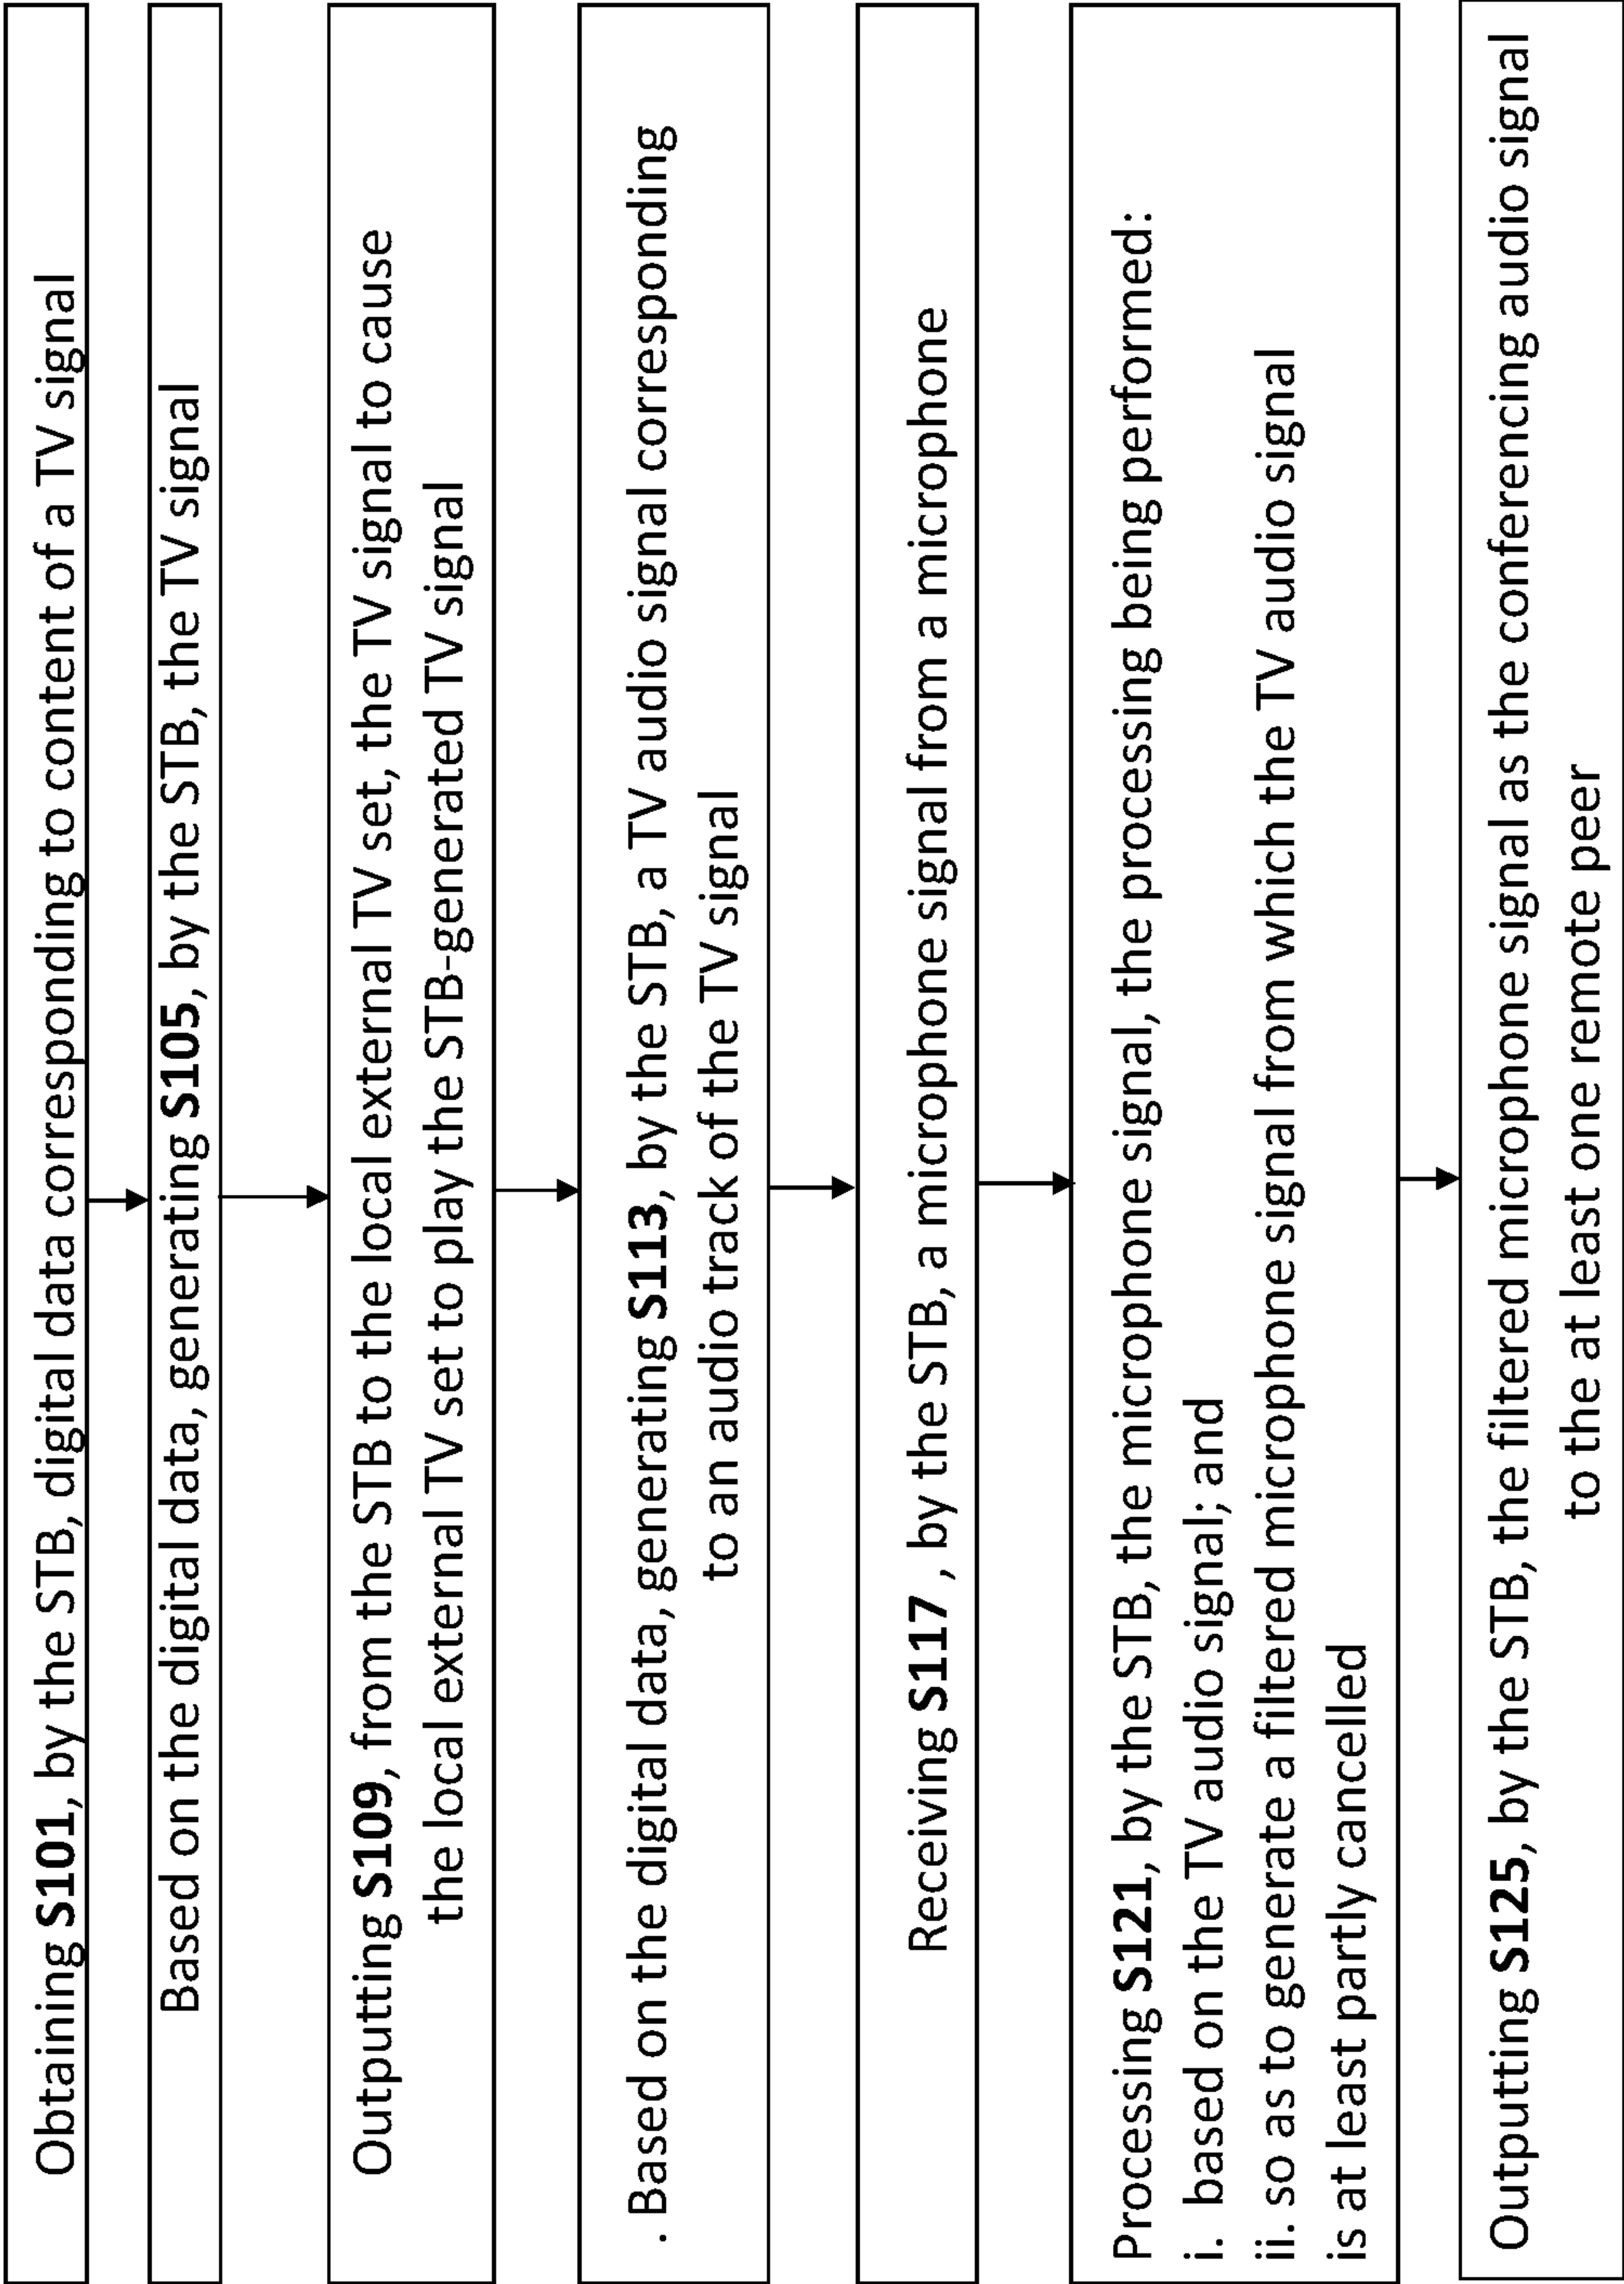 Obtaining S101, by the STB, digital data corresponding to content of a TV signal
Based on the digital data, generating S105, by the STB, the TV signal
Outputting S109, from the STB to the local external TV set, the TV signal to cause
the local external TV set to play the STB-generated TV signal
. Based on the digital data, generating S113, by the STB, a TV audio signal corresponding
to an audio track of the TV signal
Receiving S117 , by the STB, a microphone signal from a microphone
Processing S121, by the STB, the microphone signal, the processing being performed:
i. based on the TV audio signal; and
ii. so as to generate a filtered microphone signal from which the TV audio signal
is at least partly cancelled
Outputting S125, by the STB, the filtered microphone signal as the conferencing audio signal
to the at least one remote peer